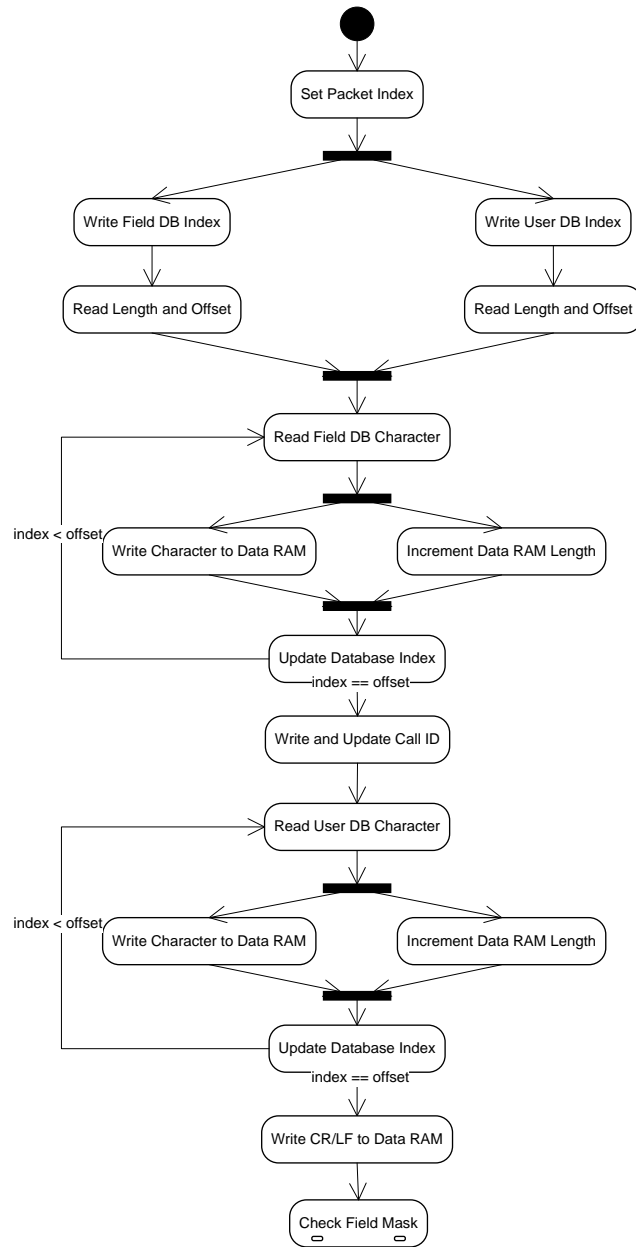 Set Packet Index
Write Field DB Index
Write User DB Index
Read Length and Offset
Read Length and Offset
Read Field DB Character
index < offset
Write Character to Data RAM
Increment Data RAM Length
Update Database Index
index == offset
Write and Update Call ID
Read User DB Character
index < offset
Write Character to Data RAM
Increment Data RAM Length
Update Database Index
index == offset
Write CR/LF to Data RAM
Check Field Mask